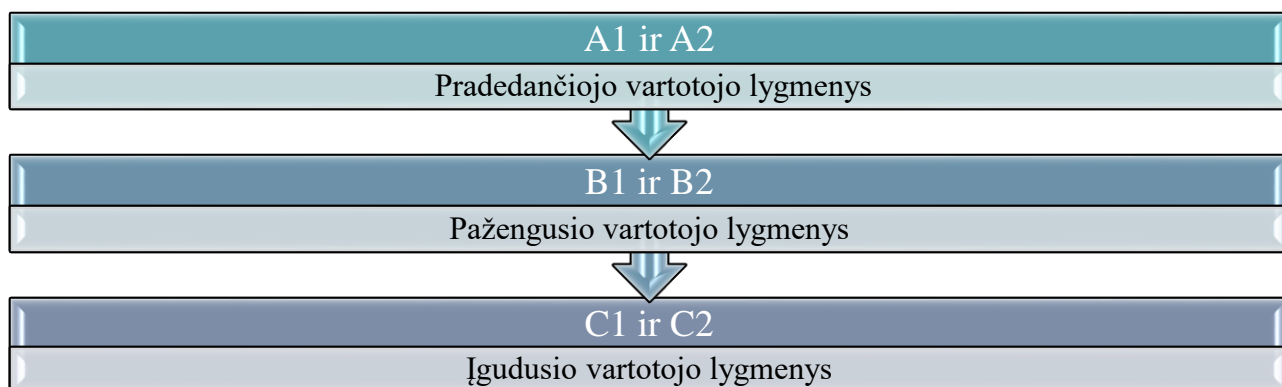 A1 ir A2
Pradedančiojo vartotojo lygmenys
B1 ir B2
Pažengusio vartotojo lygmenys
C1 ir C2
Įgudusio vartotojo lygmenys